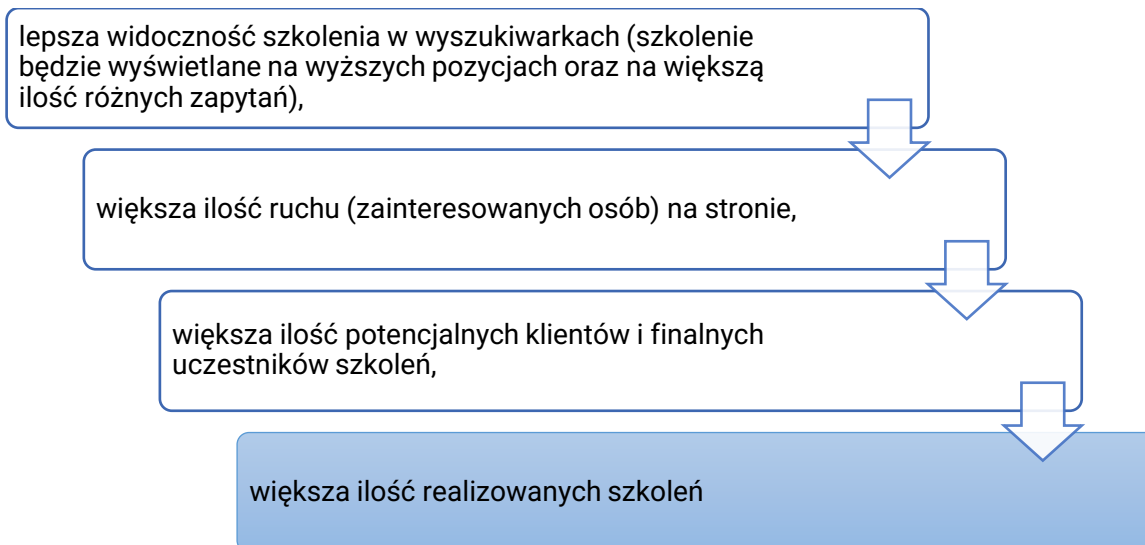 lepsza widoczność szkolenia w wyszukiwarkach (szkolenie
będzie wyświetlane na wyższych pozycjach oraz na większą
ilość różnych zapytań),
większa ilość ruchu (zainteresowanych osób) na stronie,
większa ilość potencjalnych klientów i finalnych
uczestników szkoleń,
większa ilość realizowanych szkoleń